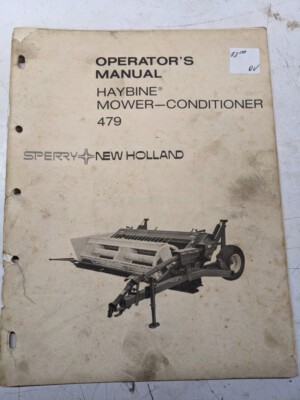 OPERATOR'S
MANUAL
HAYBINE®
MOWER—CONDITIONER
479
SPERRY NEW HOLLAND